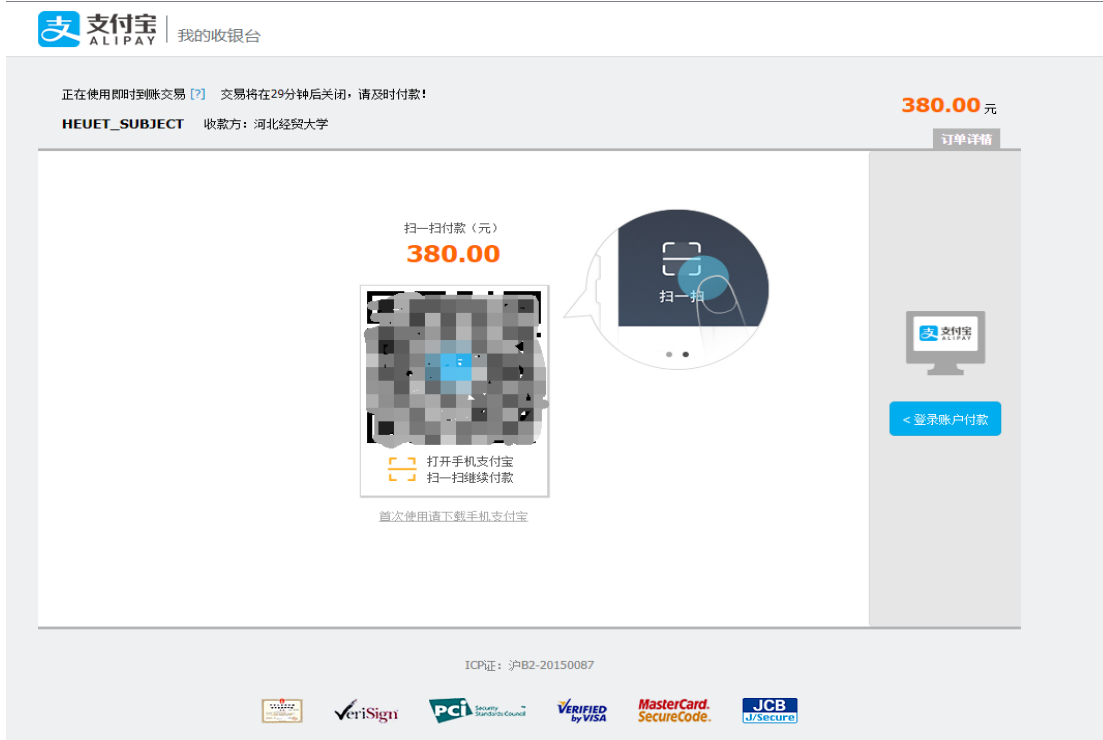 支付宝
ALIPAY
我的收银台
正在使用即时到账交易 [?] 交易将在29分钟后关闭，请及时付款！
380.00 元
HEUET_SUBJECT 收款方：河北经贸大学
订单详情
扫一扫付款（元）
380.00
扫一扫
支付宝
ALIPAY
<登录账户付款
打开手机支付宝
扫一扫继续付款
首次使用请下载手机支付宝
ICP证：沪B2-20150087
VeriSign
PCI Security
Standards Council
VERIFIED
by VISA
MasterCard.
SecureCode.
JCB
J/Secure